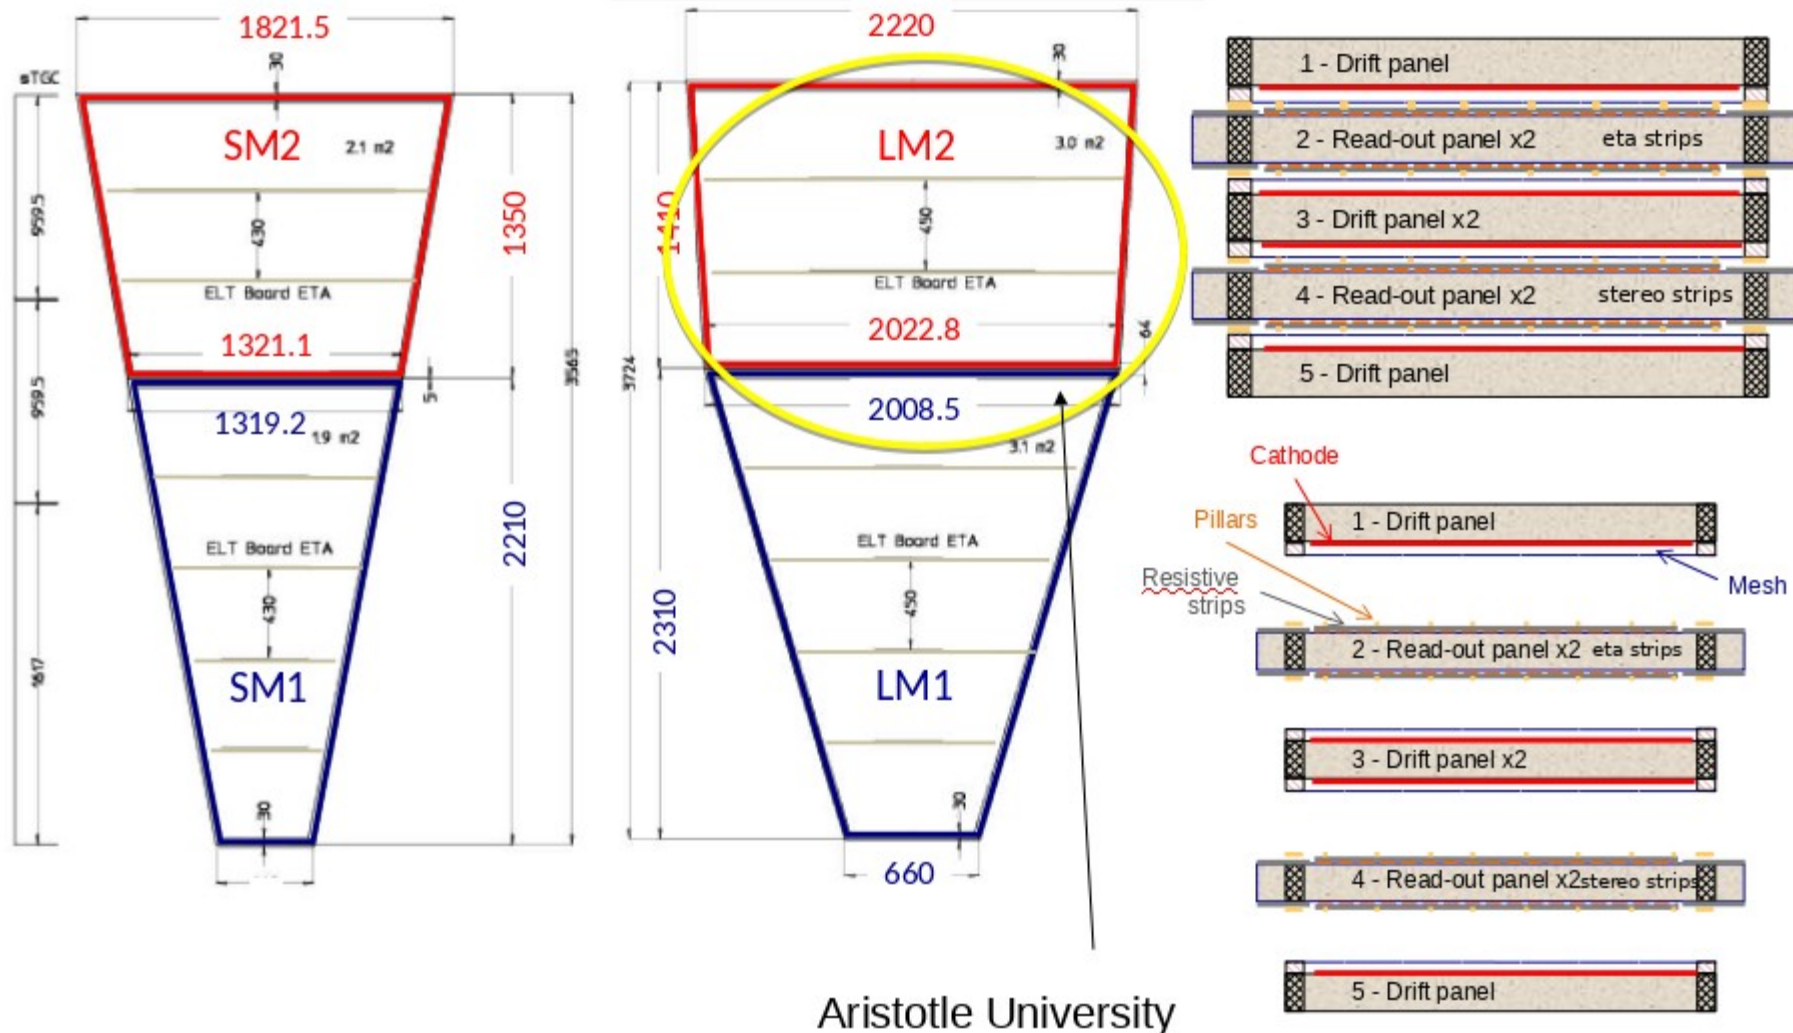 1821.5
30
sTGC
SM2
2.1 m2
959.5
430
1350
ELT Board ETA
1321.1
3565
959.5
5
1319.2
1.9 m2
ELT Board ETA
430
2210
1617
SM1
30
2220
30
LM2
3.0 m2
1410
450
ELT Board ETA
2022.8
64
3724
2008.5
3.1 m2
ELT Board ETA
450
2310
LM1
30
660
Aristotle University
1 - Drift panel
2 - Read-out panel x2 eta strips
3 - Drift panel x2
4 - Read-out panel x2 stereo strips
5 - Drift panel
Cathode
Pillars
1 - Drift panel
Resistive
strips
Mesh
2 - Read-out panel x2 eta strips
3 - Drift panel x2
4 - Read-out panel x2stereo strips
5 - Drift panel